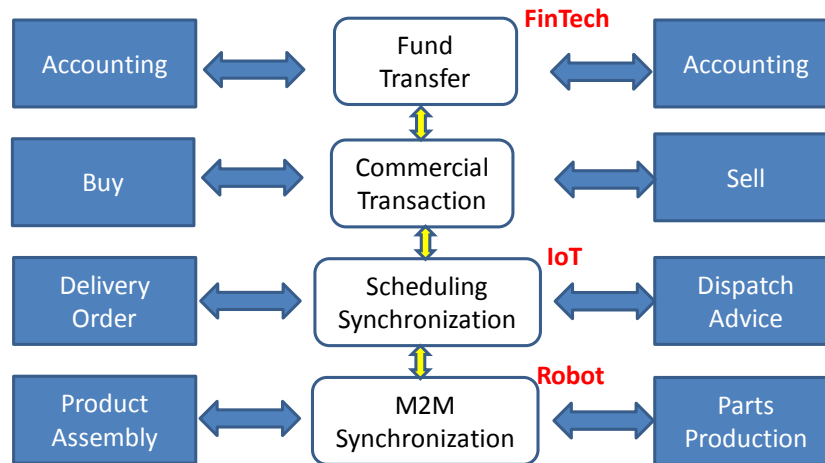 FinTech
Accounting
Fund
Transfer
Accounting
Buy
Commercial
Transaction
Sell
IoT
Delivery
Order
Scheduling
Synchronization
Dispatch
Advice
Robot
Product
Assembly
M2M
Synchronization
Parts
Production